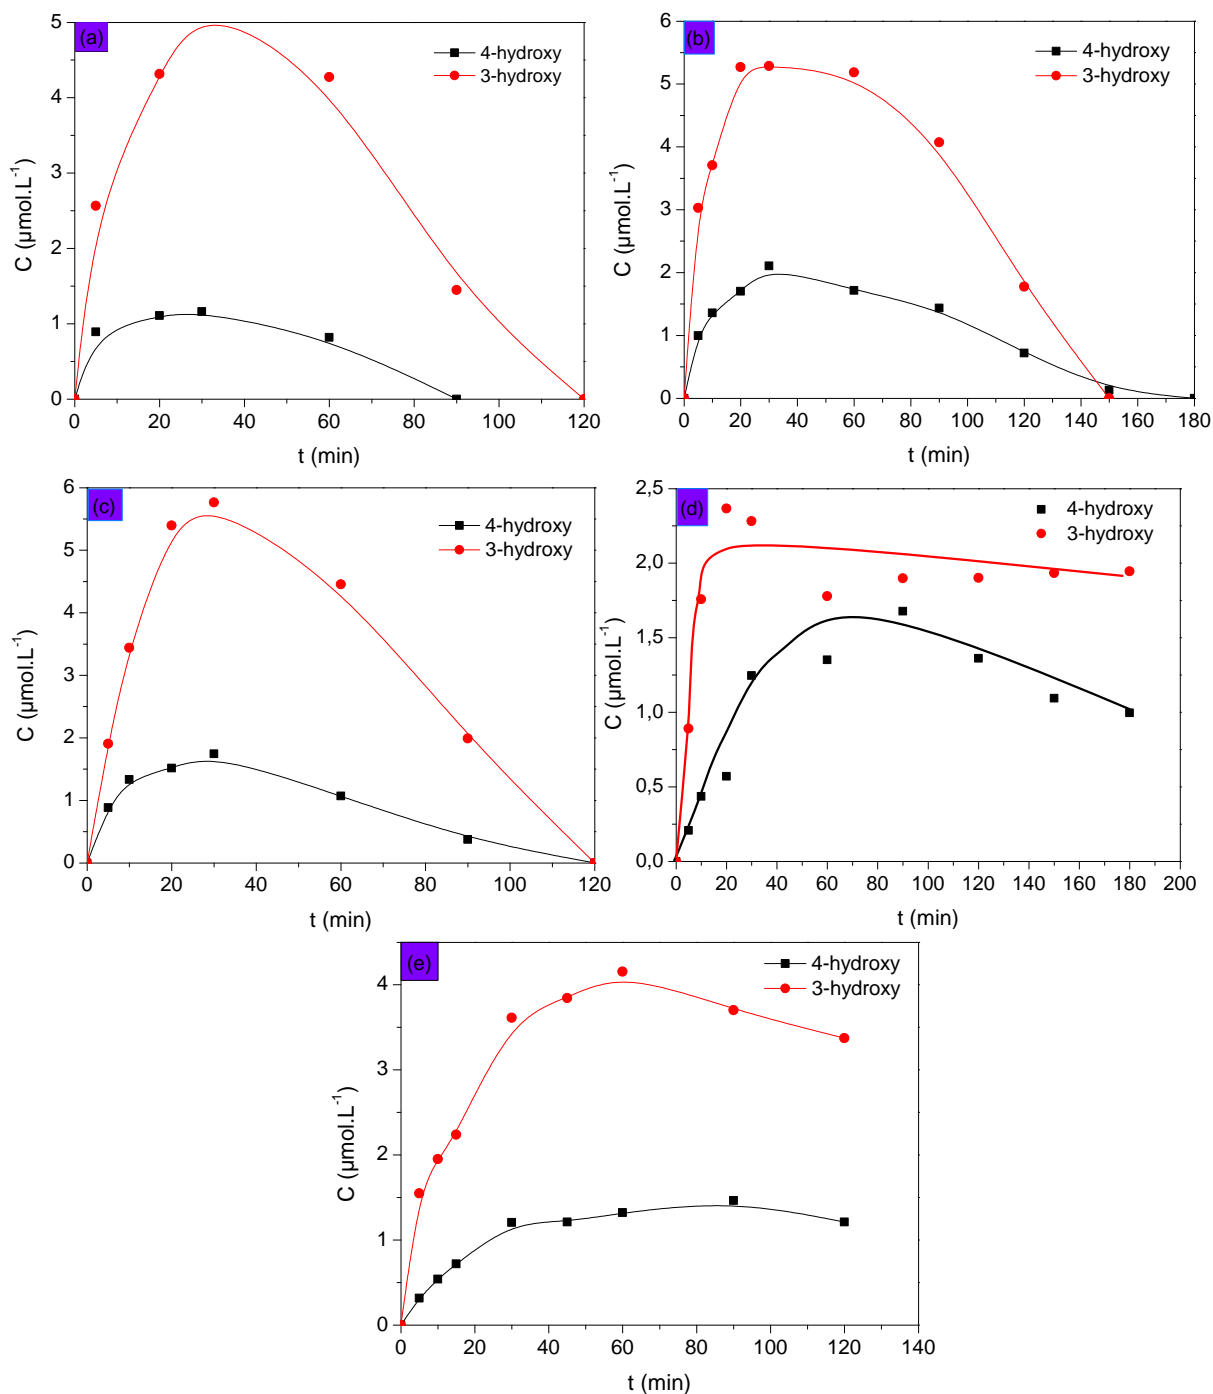 (a)
4-hydroxy
3-hydroxy
C (µmol.L⁻¹)
5
4
3
2
1
0
0 20 40 60 80 100 120
t (min)
(b)
4-hydroxy
3-hydroxy
C (µmol.L⁻¹)
6
5
4
3
2
1
0
0 20 40 60 80 100 120 140 160 180
t (min)
(c)
4-hydroxy
3-hydroxy
C (µmol.L⁻¹)
6
5
4
3
2
1
0
0 20 40 60 80 100 120
t (min)
(d)
4-hydroxy
3-hydroxy
C (µmol.L⁻¹)
2,5
2,0
1,5
1,0
0,5
0,0
0 20 40 60 80 100 120 140 160 180 200
t (min)
(e)
4-hydroxy
3-hydroxy
C (µmol.L⁻¹)
4
3
2
1
0
0 20 40 60 80 100 120 140
t (min)